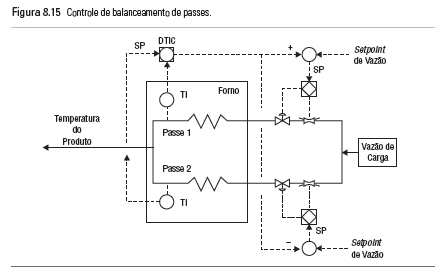 Figura 8.15 Controle de balanceamento de passes.
DTIC
SP
+
Setpoint
de Vazão
SP
TI
Forno
Temperatura
do
Produto
Passe 1
Vazão de
Carga
Passe 2
TI
SP
–
Setpoint
de Vazão